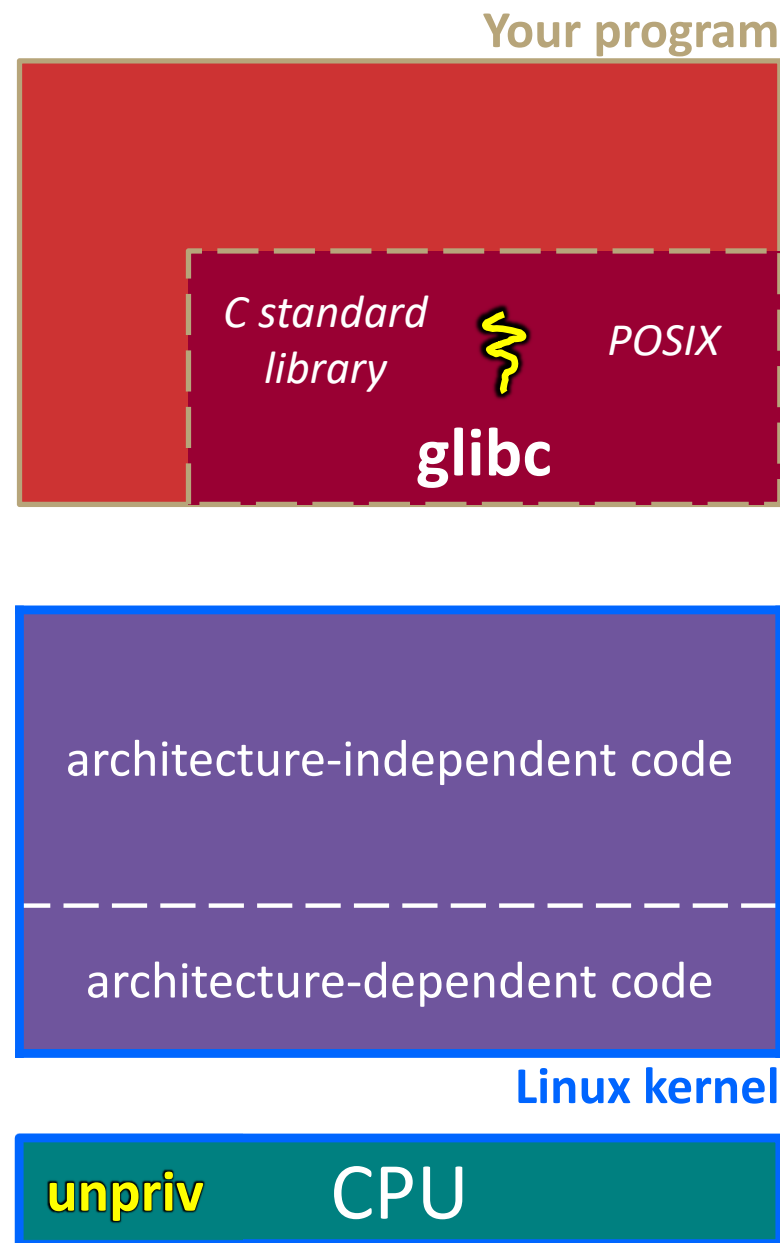 Your program
C standard
library
POSIX
glibc
architecture-independent code
architecture-dependent code
Linux kernel
unpriv
CPU